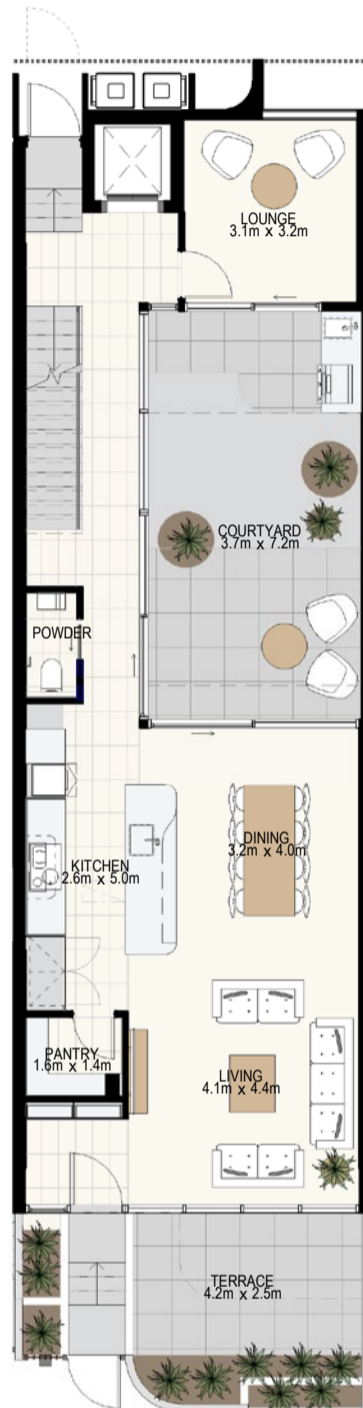 LOUNGE
3.1m x 3.2m
COURTYARD
3.7m x 7.2m
POWDER
DINING
3.2m x 4.0m
KITCHEN
2.6m x 5.0m
PANTRY
1.6m x 1.4m
LIVING
4.1m x 4.4m
TERRACE
4.2m x 2.5m